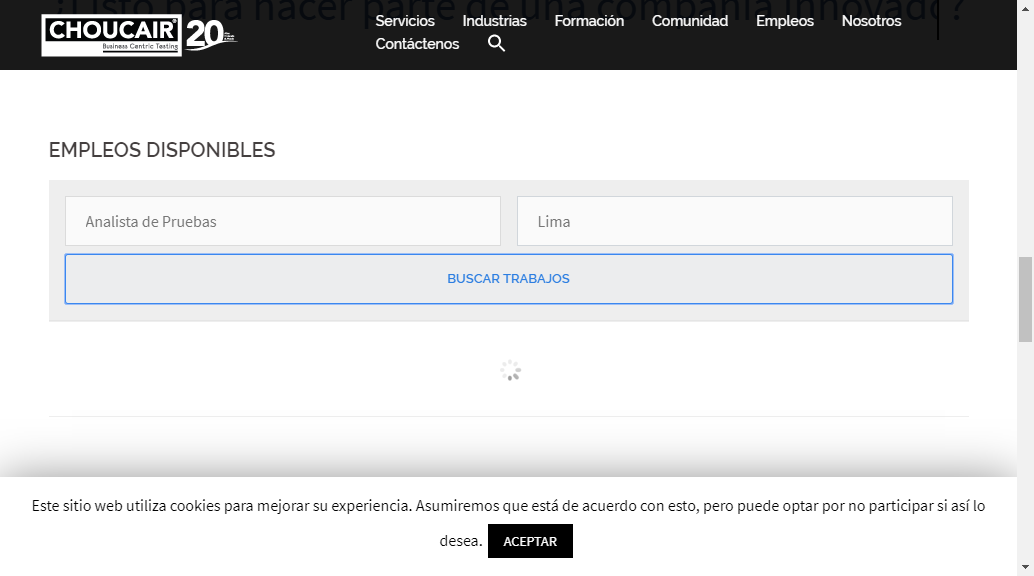 ¿Listo para hacer parte de una compañía innovadora?
CHOUCAIR
Business Centric Testing
20
Servicios Industrias Formación Comunidad Empleos Nosotros
Contáctenos
EMPLEOS DISPONIBLES
Analista de Pruebas Lima
BUSCAR TRABAJOS
Este sitio web utiliza cookies para mejorar su experiencia. Asumiremos que está de acuerdo con esto, pero puede optar por no participar si así lo
desea. ACEPTAR